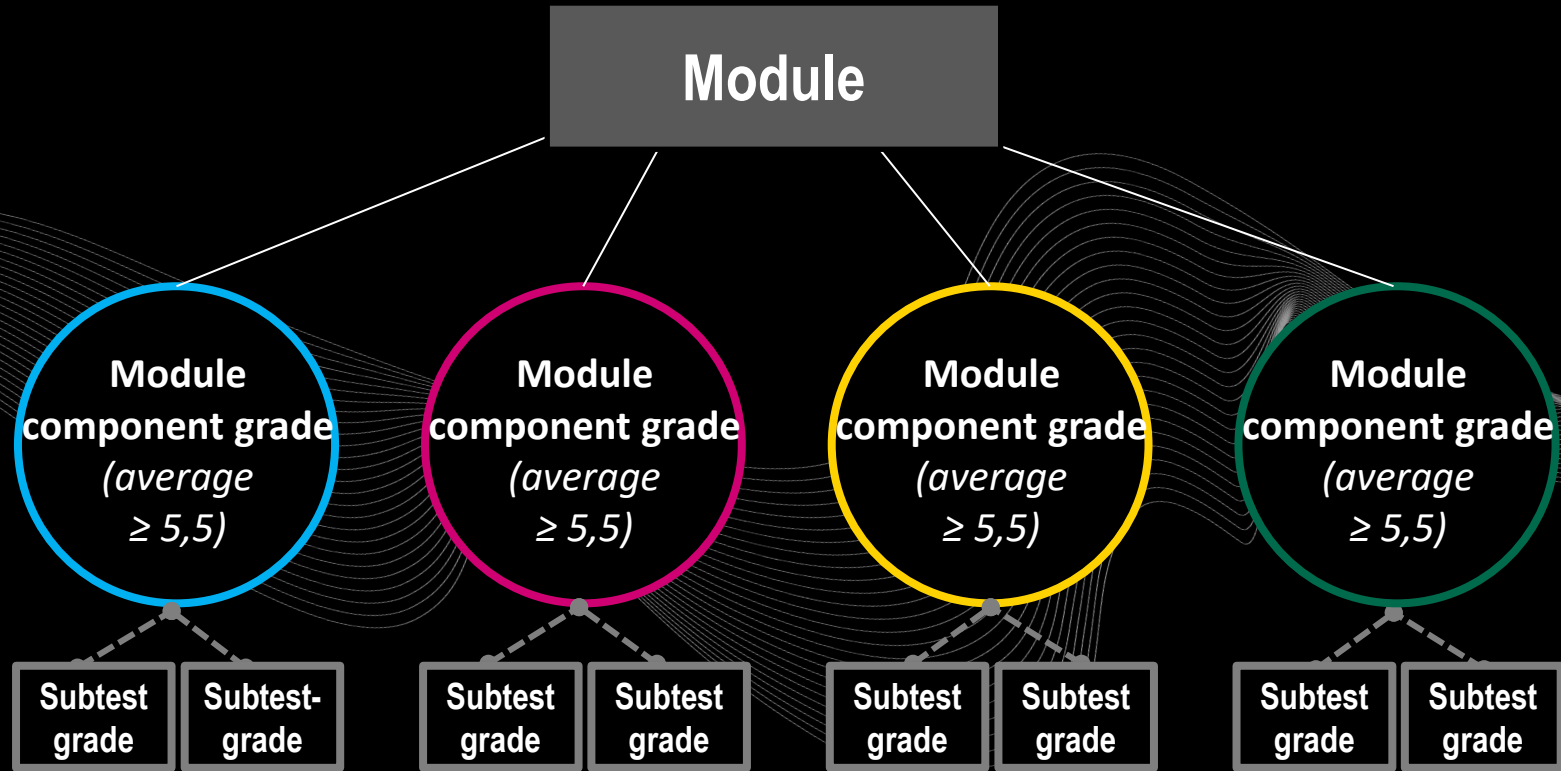 Module
Module
component grade
(average
≥ 5,5)
Module
component grade
(average
≥ 5,5)
Module
component grade
(average
≥ 5,5)
Module
component grade
(average
≥ 5,5)
Subtest
grade
Subtest-
grade
Subtest
grade
Subtest
grade
Subtest
grade
Subtest
grade
Subtest
grade
Subtest
grade